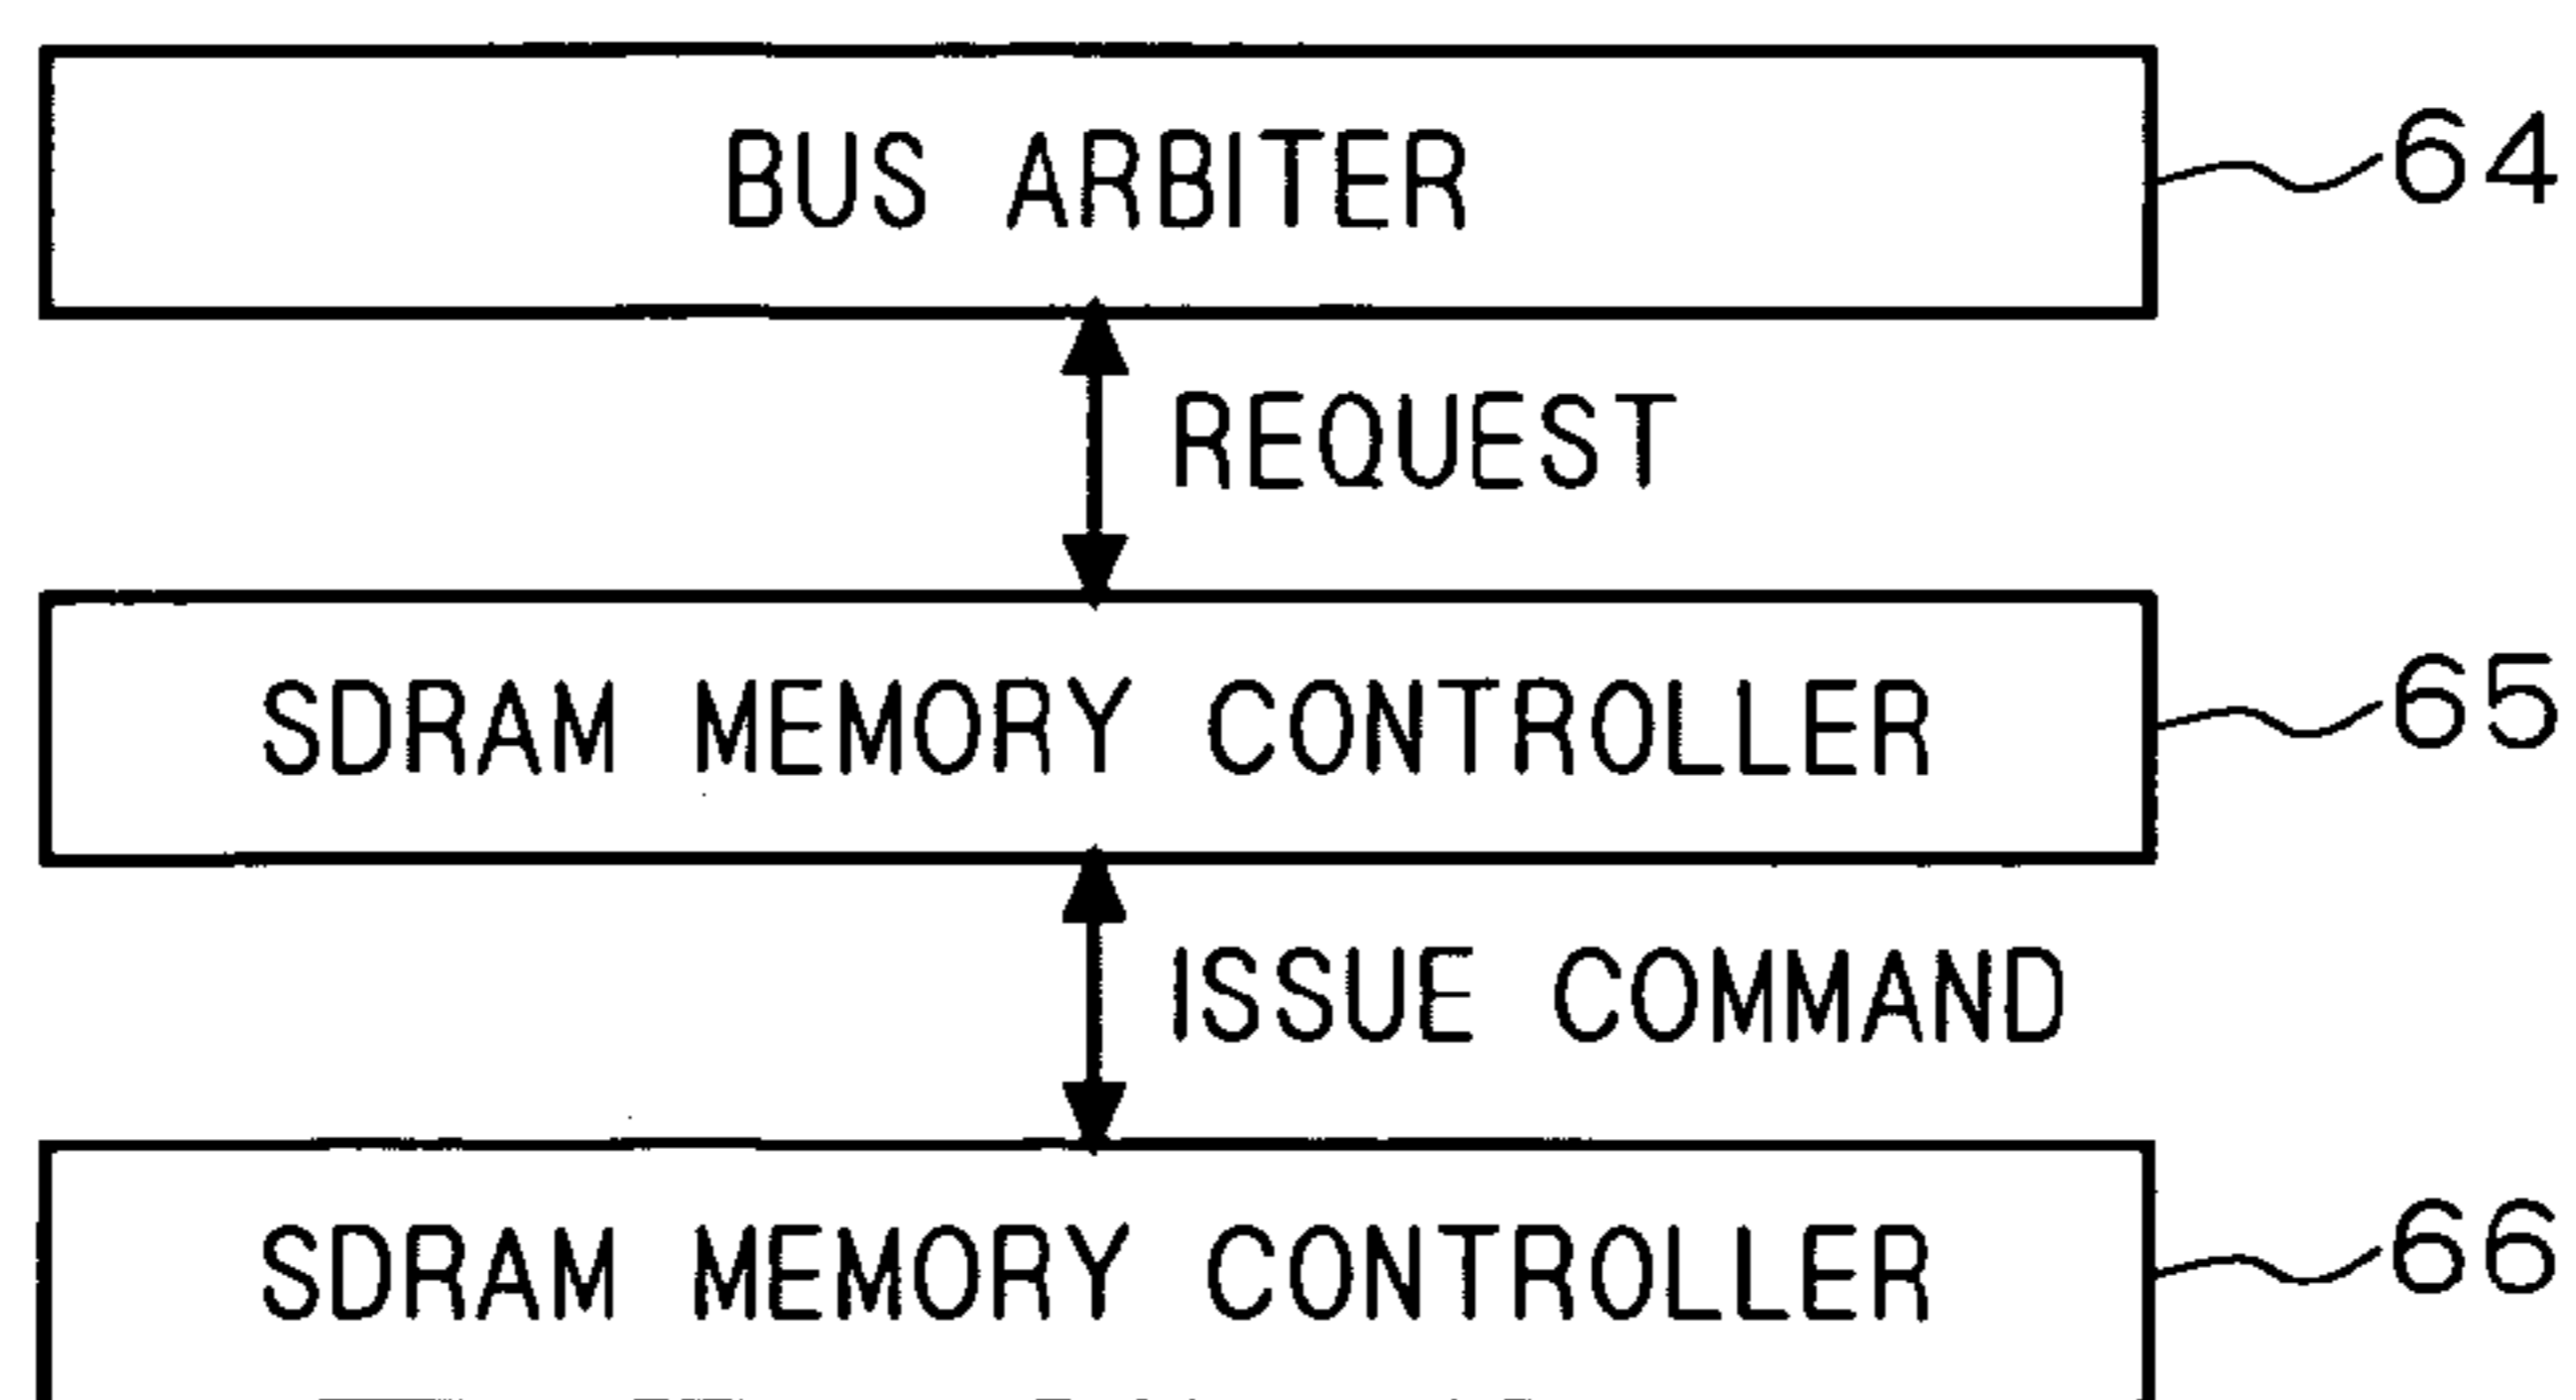 BUS ARBITER
64
REQUEST
SDRAM MEMORY CONTROLLER
65
ISSUE COMMAND
SDRAM MEMORY CONTROLLER
66